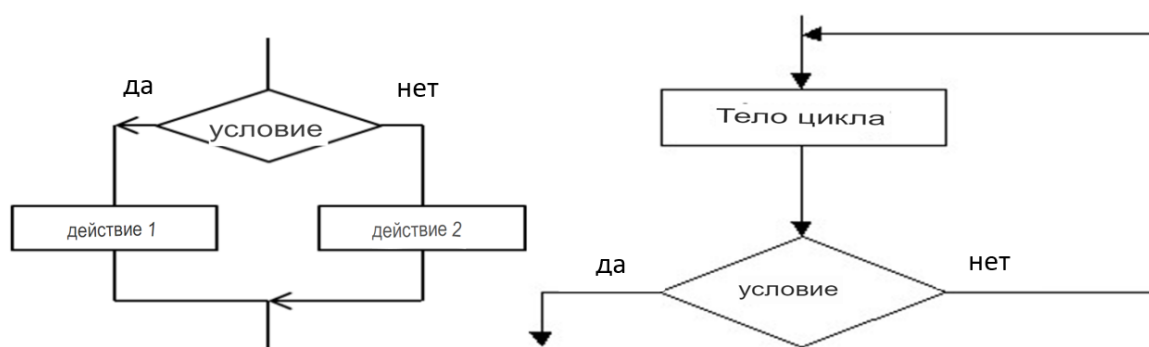 да
нет
условие
действие 1
действие 2
Тело цикла
да
нет
условие